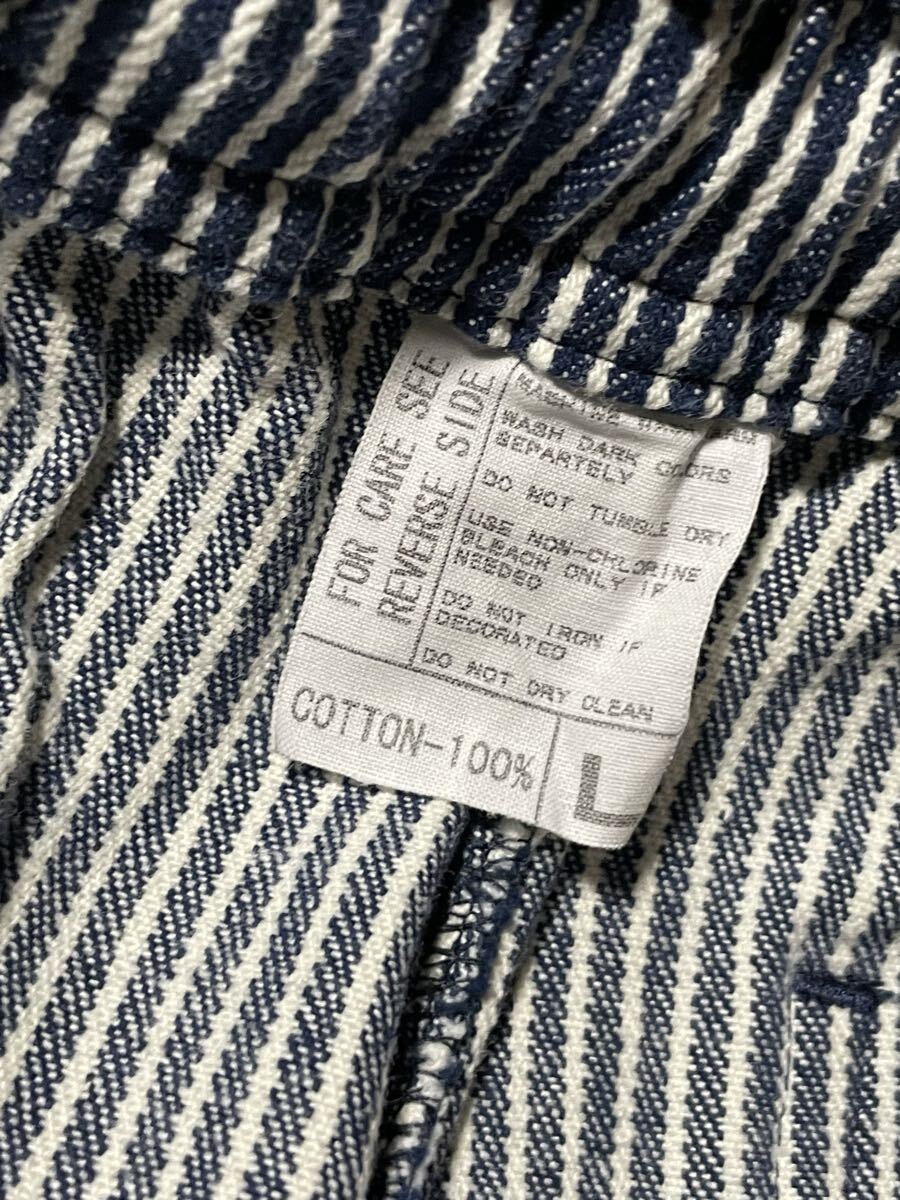 FOR CARE SEE
REVERSE SIDE
WASH DARK COORS
SEPARTELY
DO NOT TUMBLE DRY
USE NON-CHLORINE
BLEACH ONLY IF
NEEDED
DO NOT IRON IF
DECORATED
DO NOT DRY CLEAN
COTTON-100%
L